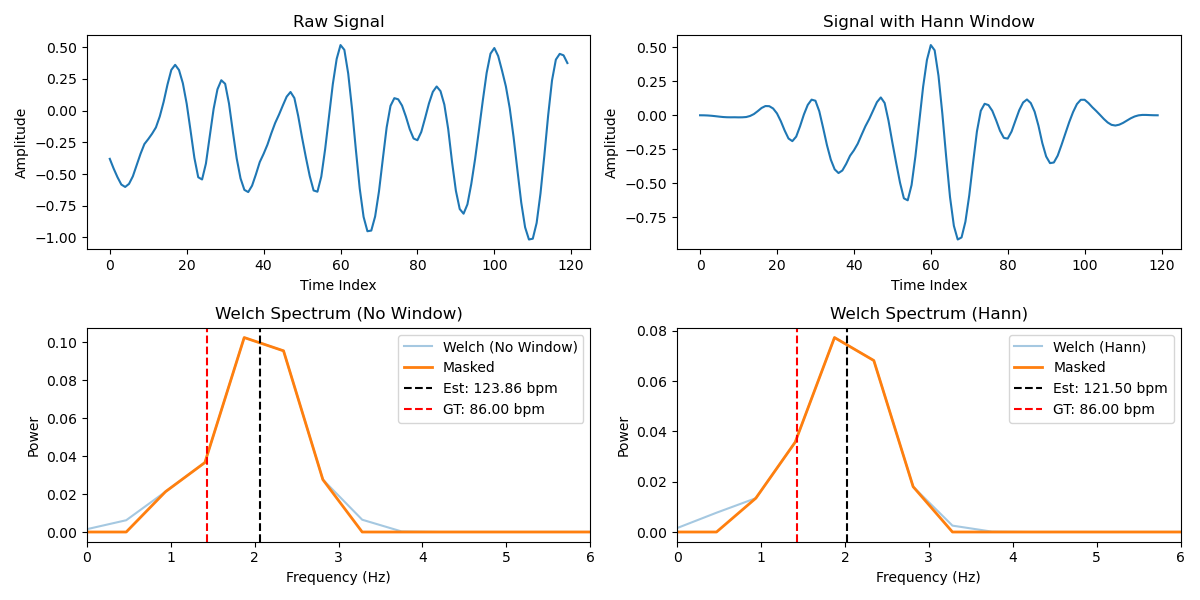 Raw Signal
Amplitude
0.50
0.25
0.00
−0.25
−0.50
−0.75
−1.00
0 20 40 60 80 100 120
Time Index
Signal with Hann Window
Amplitude
0.50
0.25
0.00
−0.25
−0.50
−0.75
0 20 40 60 80 100 120
Time Index
Welch Spectrum (No Window)
Power
0.10
0.08
0.06
0.04
0.02
0.00
Welch (No Window)
Masked
Est: 123.86 bpm
GT: 86.00 bpm
0 1 2 3 4 5 6
Frequency (Hz)
Welch Spectrum (Hann)
Power
0.08
0.06
0.04
0.02
0.00
Welch (Hann)
Masked
Est: 121.50 bpm
GT: 86.00 bpm
0 1 2 3 4 5 6
Frequency (Hz)